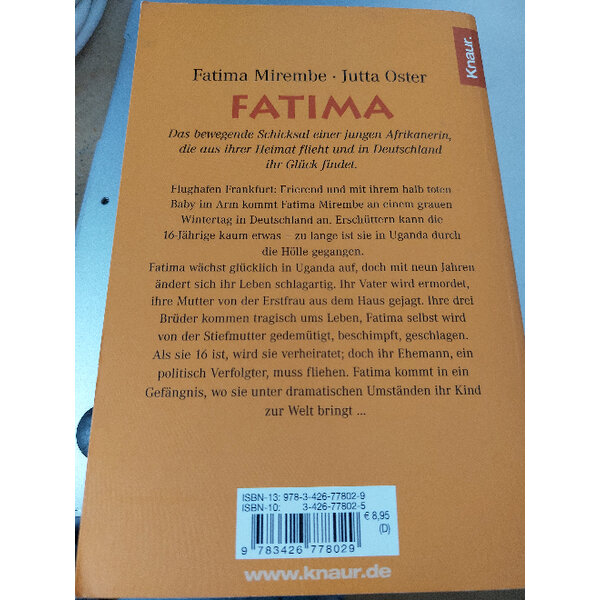 Knaur.
Fatima Mirembe · Jutta Oster
FATIMA
Das bewegende Schicksal einer jungen Afrikanerin,
die aus ihrer Heimat flieht und in Deutschland
ihr Glück findet.
Flughafen Frankfurt: Frierend und mit ihrem halb toten
Baby im Arm kommt Fatima Mirembe an einem grauen
Wintertag in Deutschland an. Erschüttern kann die
16-Jährige kaum etwas – zu lange ist sie in Uganda durch
die Hölle gegangen.
Fatima wächst glücklich in Uganda auf, doch mit neun Jahren
ändert sich ihr Leben schlagartig. Ihr Vater wird ermordet,
ihre Mutter von der Erstfrau aus dem Haus gejagt. Ihre drei
Brüder kommen tragisch ums Leben, Fatima selbst wird
von der Stiefmutter gedemütigt, beschimpft, geschlagen.
Als sie 16 ist, wird sie verheiratet; doch ihr Ehemann, ein
politisch Verfolgter, muss fliehen. Fatima kommt in ein
Gefängnis, wo sie unter dramatischen Umständen ihr Kind
zur Welt bringt ...
ISBN-13: 978-3-426-77802-9
ISBN-10: 3-426-77802-5
€ 8,95
(D)
9 783426 778029
www.knaur.de